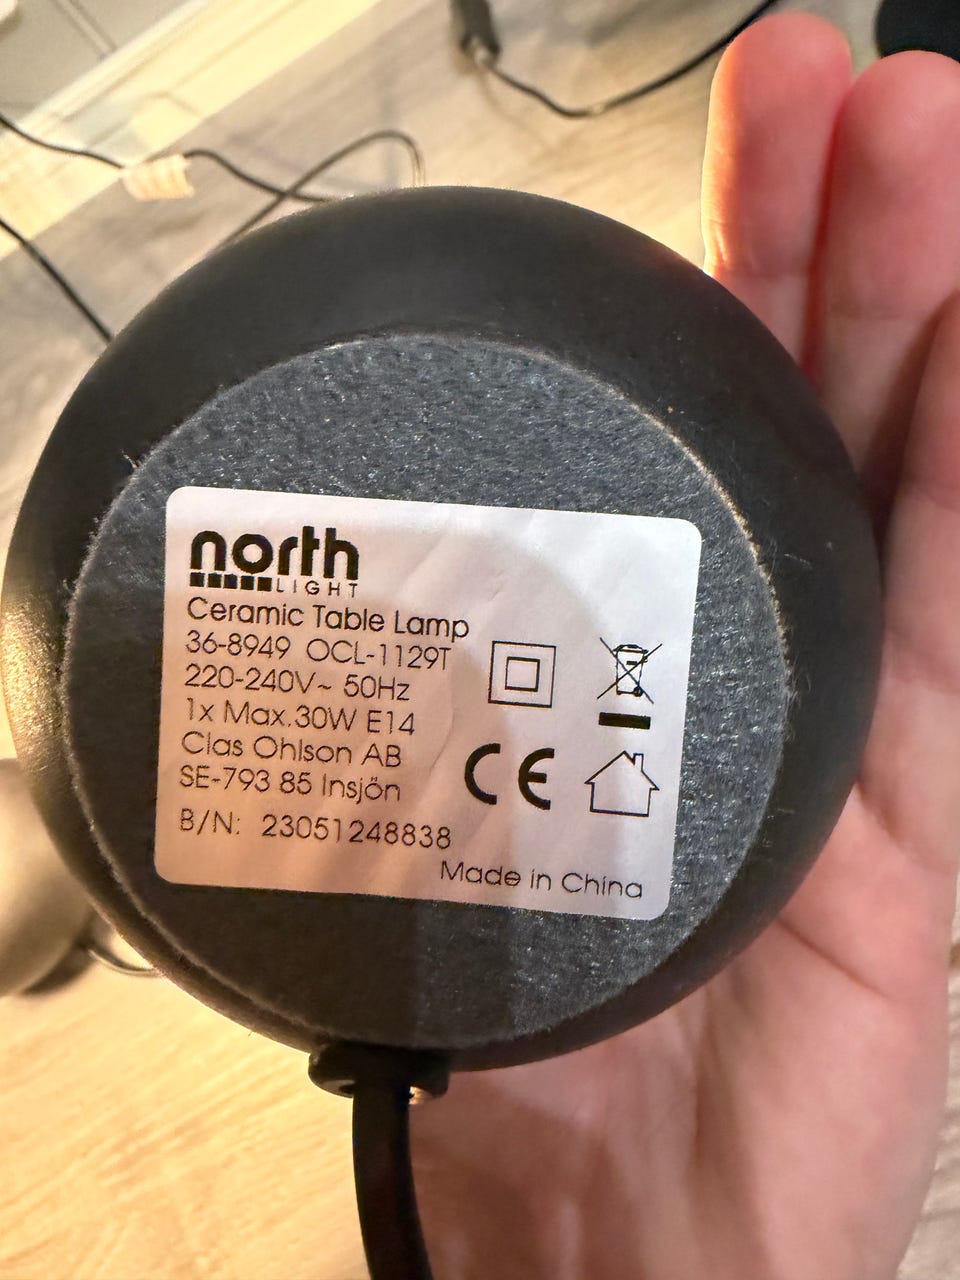 north
LIGHT
Ceramic Table Lamp
36-8949 OCL-1129T
220-240V~ 50Hz
1x Max.30W E14
Clas Ohlson AB
SE-793 85 Insjön
B/N: 23051248838
CE
Made in China